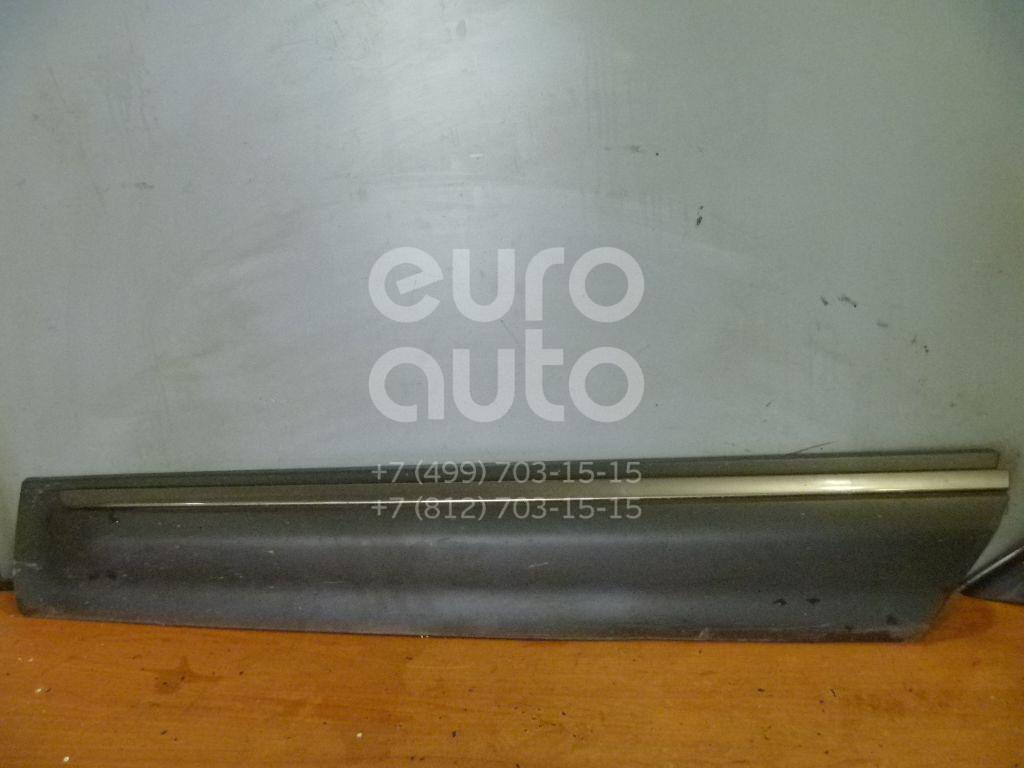 euro
auto
+7 (499) 703-15-15
+7 (812) 703-15-15